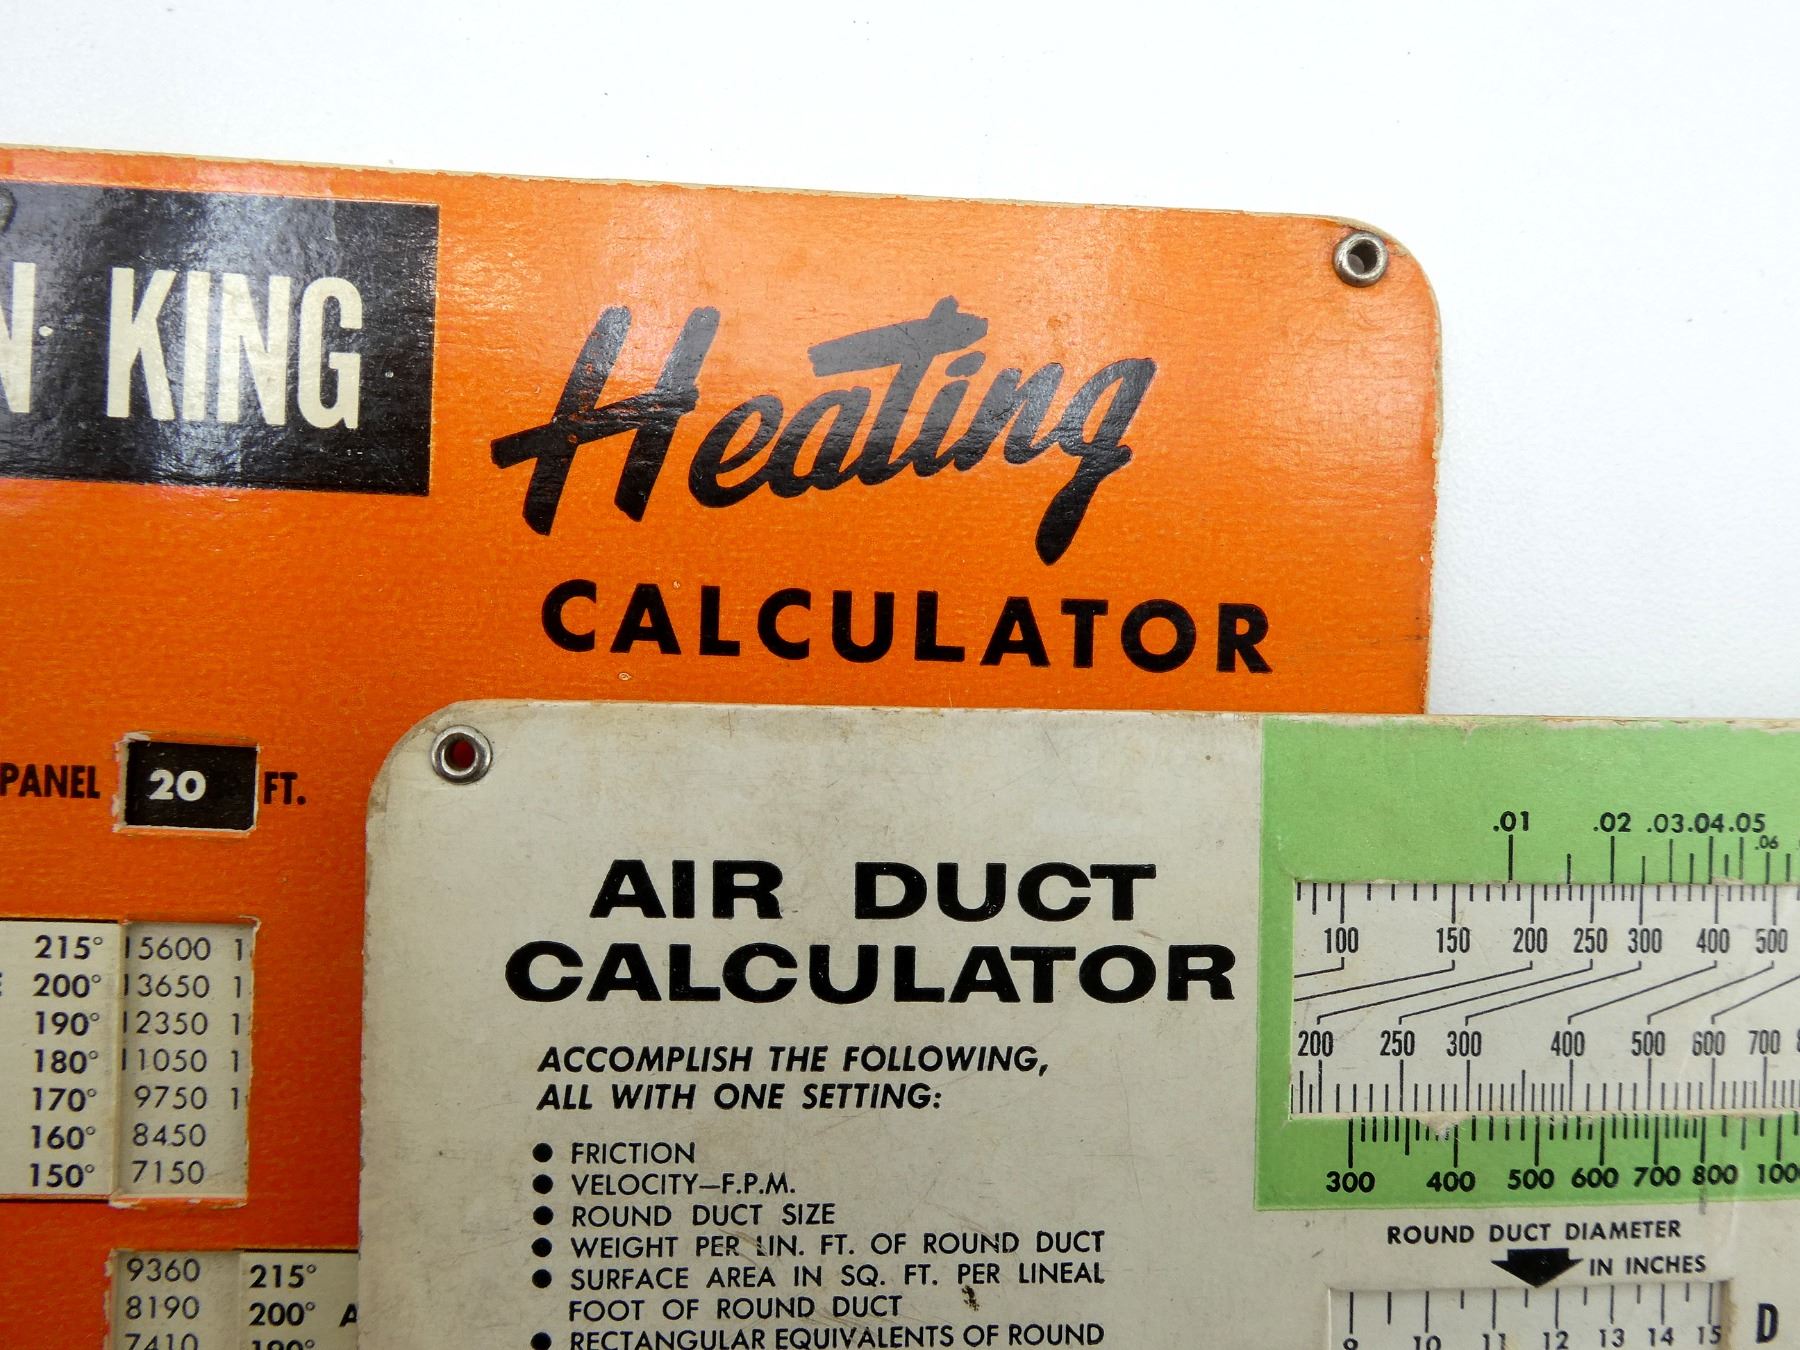 KING
Heating
CALCULATOR
PANEL 20 FT.
215° 15600
200° 13650
190° 12350
180° 11050
170° 9750
160° 8450
150° 7150
9360 215°
8190 200° A
7410 190°
AIR DUCT
CALCULATOR
ACCOMPLISH THE FOLLOWING,
ALL WITH ONE SETTING:
● FRICTION
● VELOCITY—F.P.M.
● ROUND DUCT SIZE
● WEIGHT PER LIN. FT. OF ROUND DUCT
● SURFACE AREA IN SQ. FT. PER LINEAL
FOOT OF ROUND DUCT
● RECTANGULAR EQUIVALENTS OF ROUND
.01 .02 .03 .04 .05 .06
100 150 200 250 300 400 500
200 250 300 400 500 600 700
300 400 500 600 700 800 1000
ROUND DUCT DIAMETER
IN INCHES
9 10 11 12 13 14 15 D